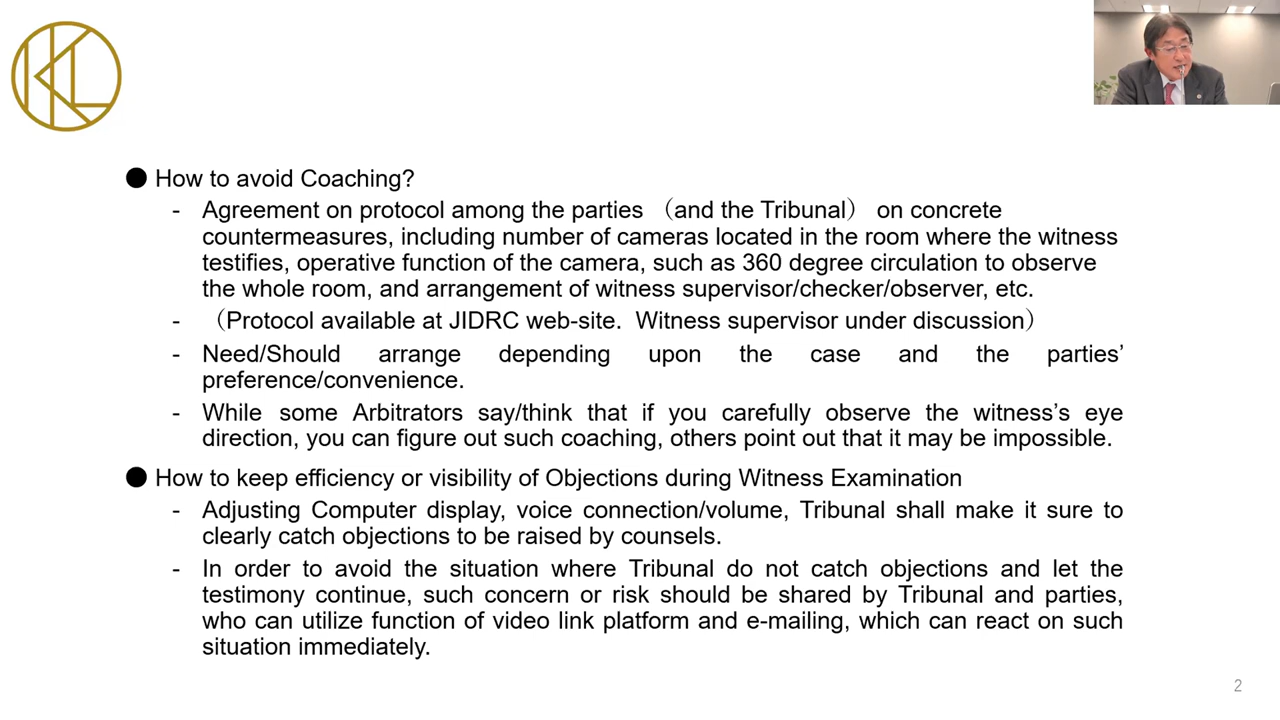 KL
● How to avoid Coaching?
- Agreement on protocol among the parties （and the Tribunal） on concrete
countermeasures, including number of cameras located in the room where the witness
testifies, operative function of the camera, such as 360 degree circulation to observe
the whole room, and arrangement of witness supervisor/checker/observer, etc.
- （Protocol available at JIDRC web-site. Witness supervisor under discussion）
- Need/Should arrange depending upon the case and the parties’
preference/convenience.
- While some Arbitrators say/think that if you carefully observe the witness’s eye
direction, you can figure out such coaching, others point out that it may be impossible.
● How to keep efficiency or visibility of Objections during Witness Examination
- Adjusting Computer display, voice connection/volume, Tribunal shall make it sure to
clearly catch objections to be raised by counsels.
- In order to avoid the situation where Tribunal do not catch objections and let the
testimony continue, such concern or risk should be shared by Tribunal and parties,
who can utilize function of video link platform and e-mailing, which can react on such
situation immediately.
2